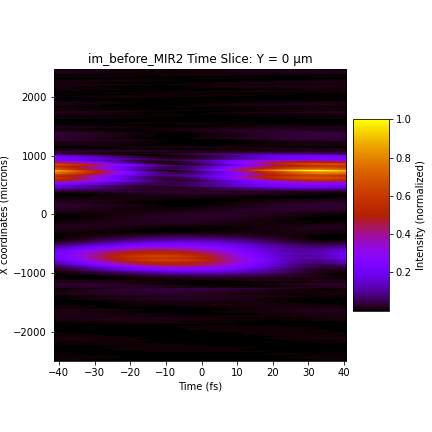 im_before_MIR2 Time Slice: Y = 0 μm
X coordinates (microns)
2000
1000
0
−1000
−2000
−40 −30 −20 −10 0 10 20 30 40
Time (fs)
1.0
0.8
0.6
0.4
0.2
Intensity (normalized)